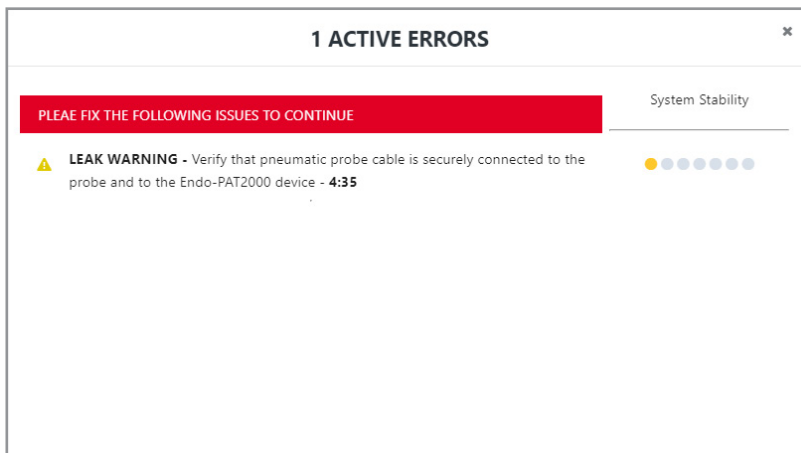 1 ACTIVE ERRORS
PLEAE FIX THE FOLLOWING ISSUES TO CONTINUE
System Stability
LEAK WARNING - Verify that pneumatic probe cable is securely connected to the
probe and to the Endo-PAT2000 device - 4:35